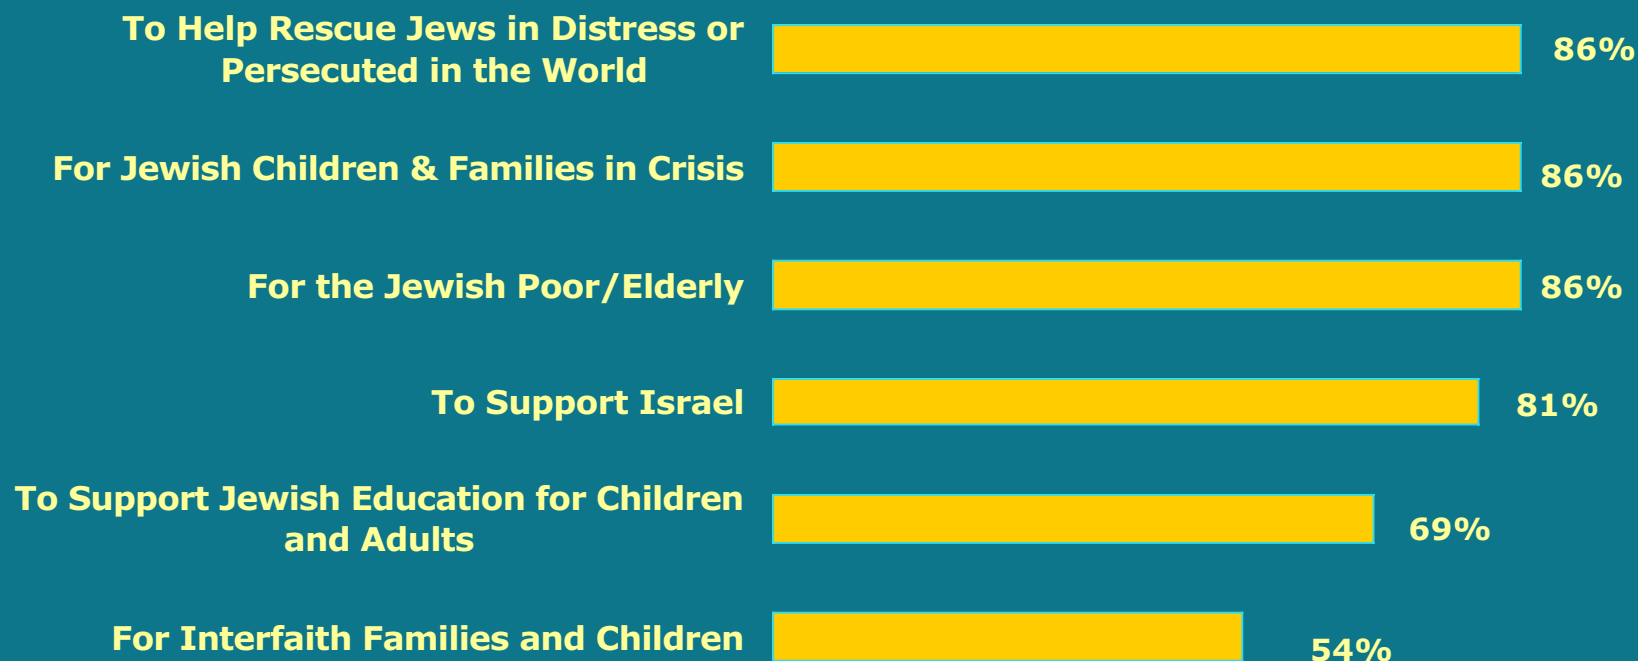 To Help Rescue Jews in Distress or
Persecuted in the World
86%
For Jewish Children & Families in Crisis
86%
For the Jewish Poor/Elderly
86%
To Support Israel
81%
To Support Jewish Education for Children
and Adults
69%
For Interfaith Families and Children
54%